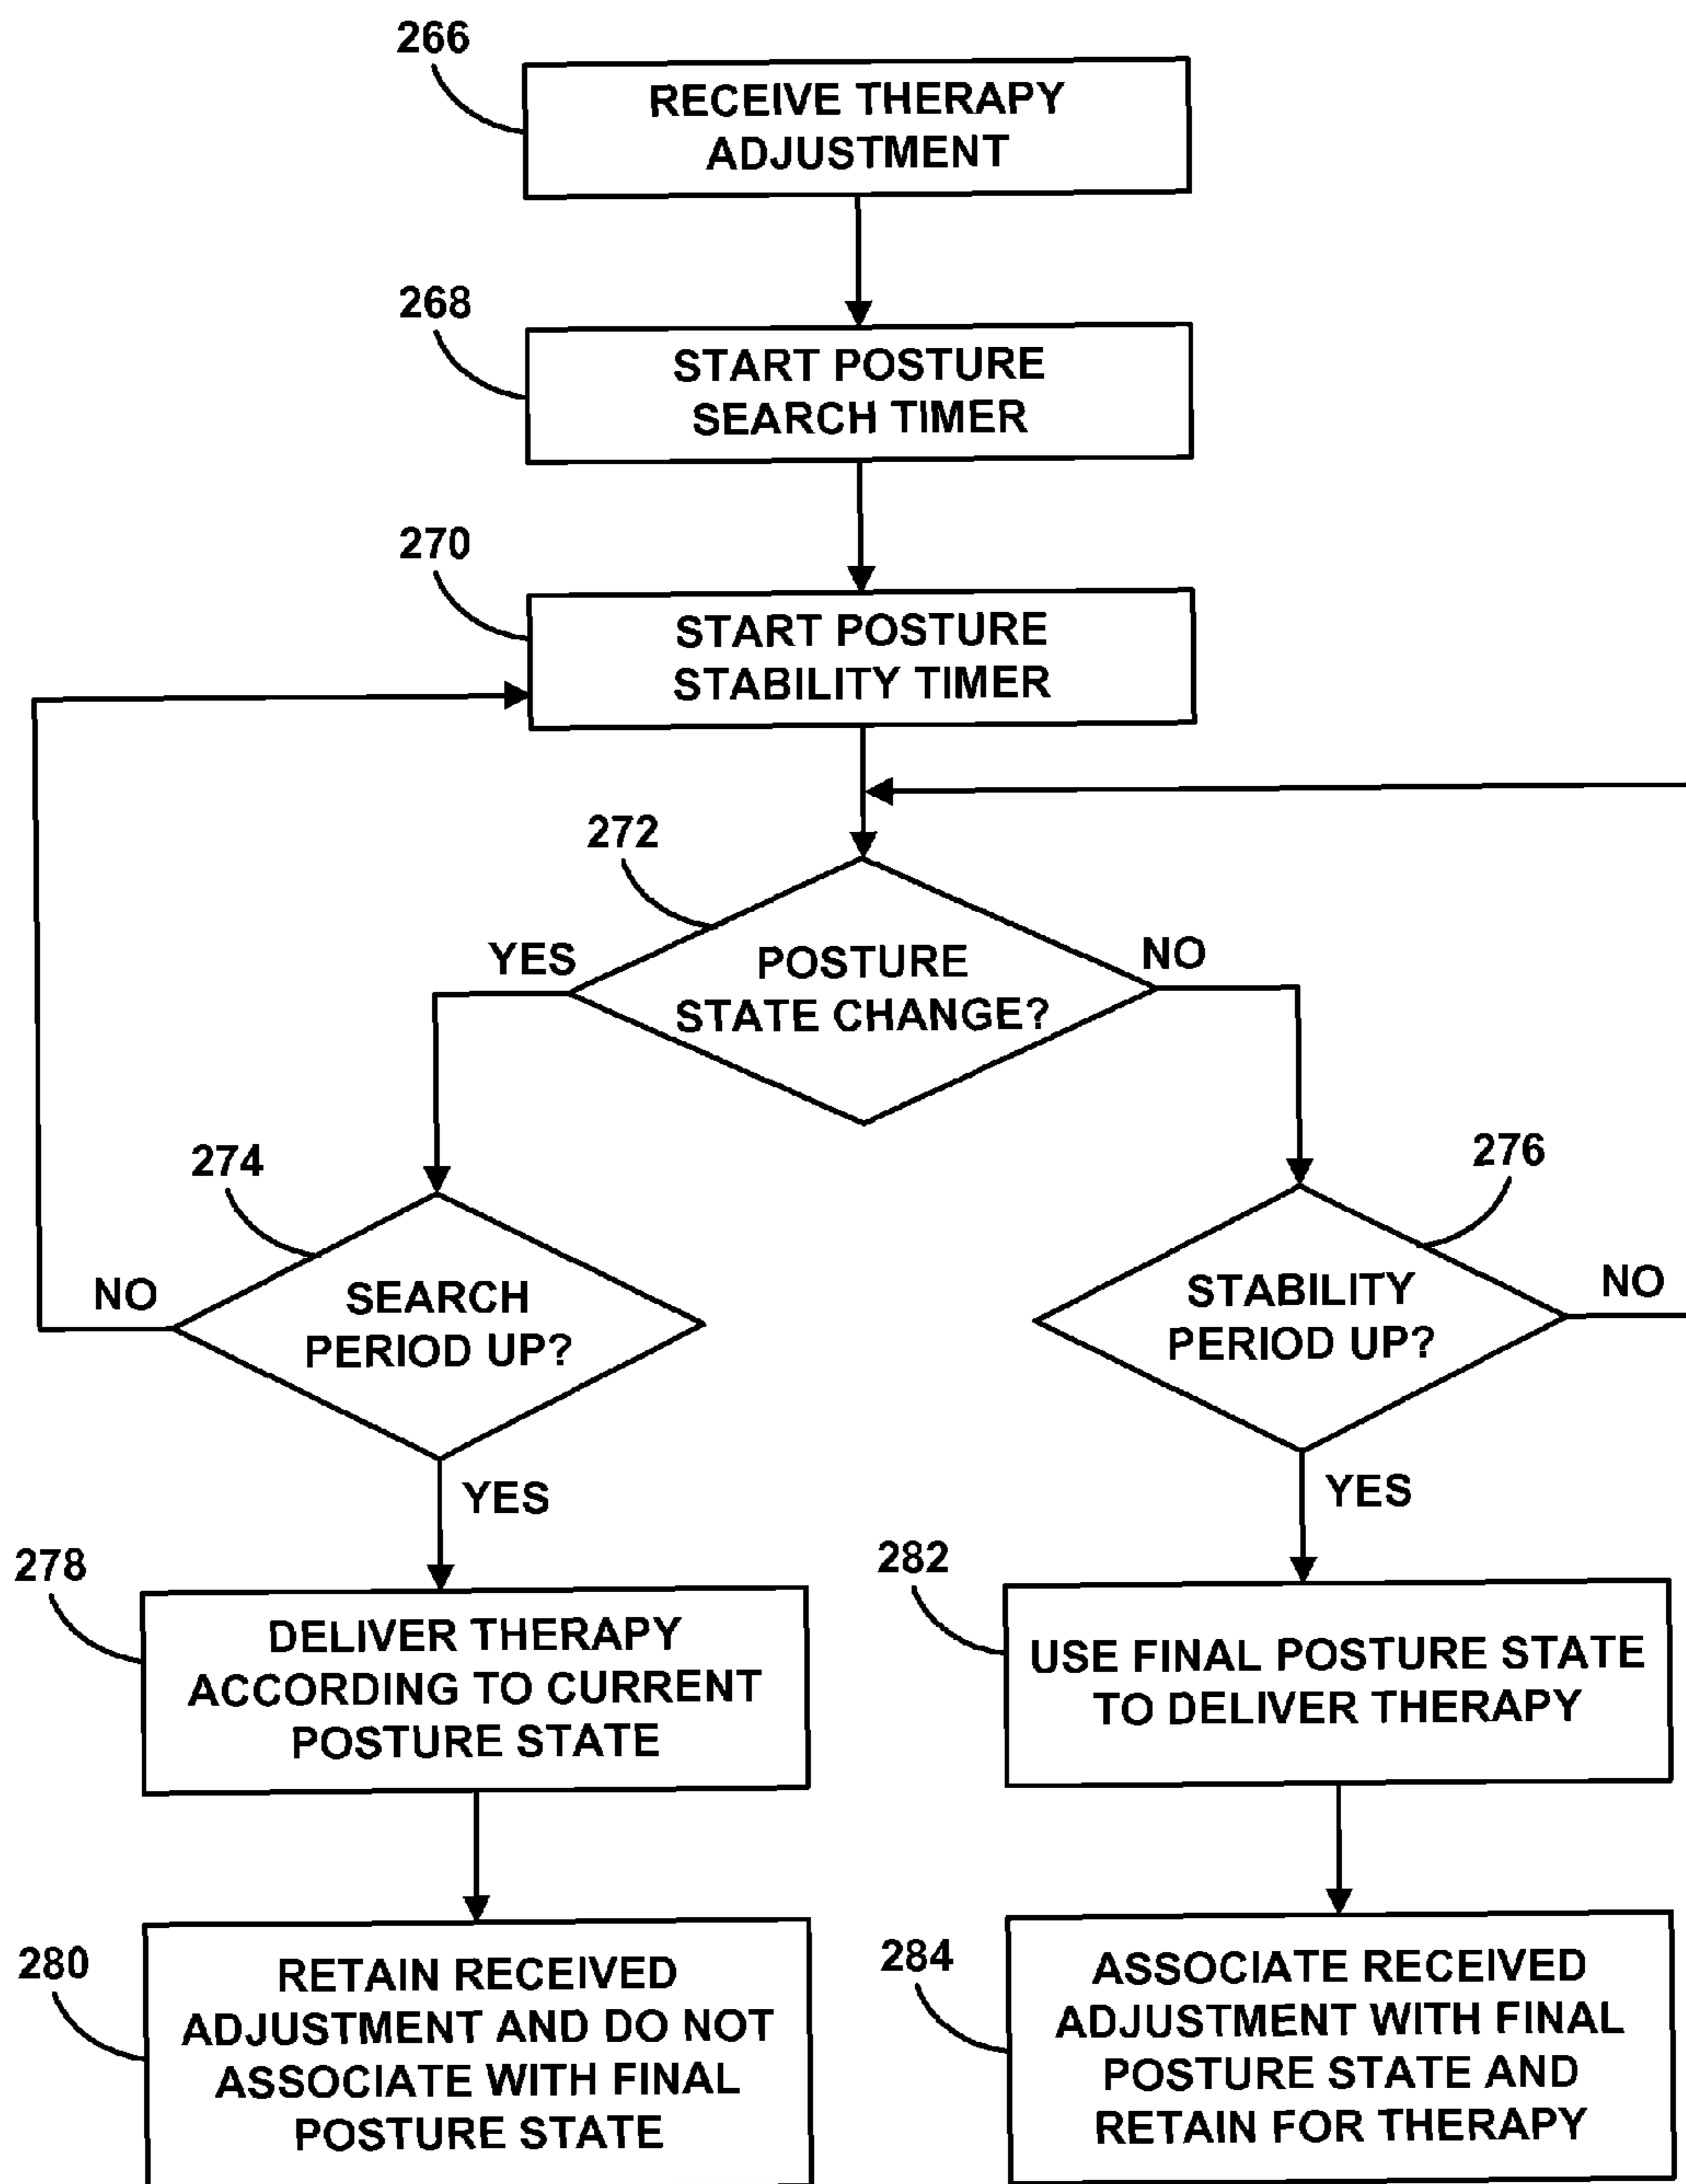 266
RECEIVE THERAPY
ADJUSTMENT
268
START POSTURE
SEARCH TIMER
270
START POSTURE
STABILITY TIMER
272
YES
POSTURE
STATE CHANGE?
NO
274
276
NO
SEARCH
PERIOD UP?
STABILITY
PERIOD UP?
NO
YES
YES
278
DELIVER THERAPY
ACCORDING TO CURRENT
POSTURE STATE
282
USE FINAL POSTURE STATE
TO DELIVER THERAPY
280
RETAIN RECEIVED
ADJUSTMENT AND DO NOT
ASSOCIATE WITH FINAL
POSTURE STATE
284
ASSOCIATE RECEIVED
ADJUSTMENT WITH FINAL
POSTURE STATE AND
RETAIN FOR THERAPY